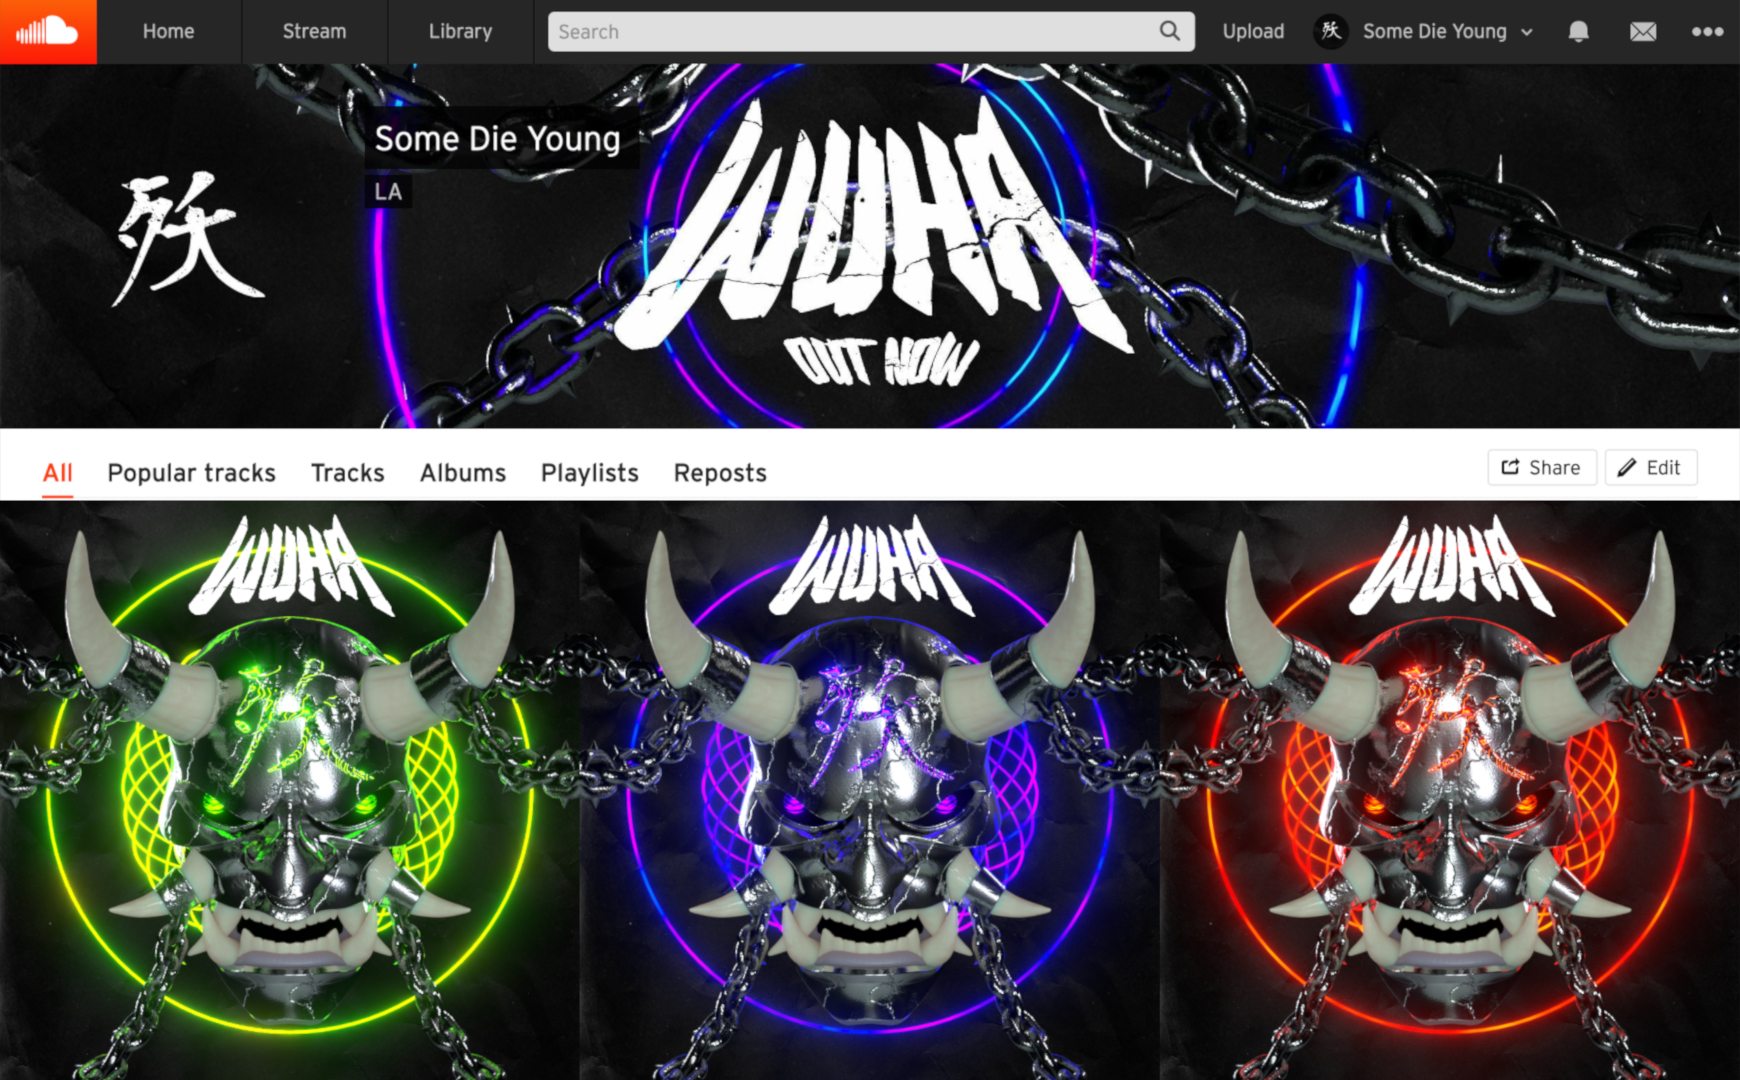 Home
Stream
Library
Search
Upload
Some Die Young
Some Die Young
LA
殀
WUHA
OUT NOW
All
Popular tracks
Tracks
Albums
Playlists
Reposts
Share
Edit
WUHA
WUHA
WUHA